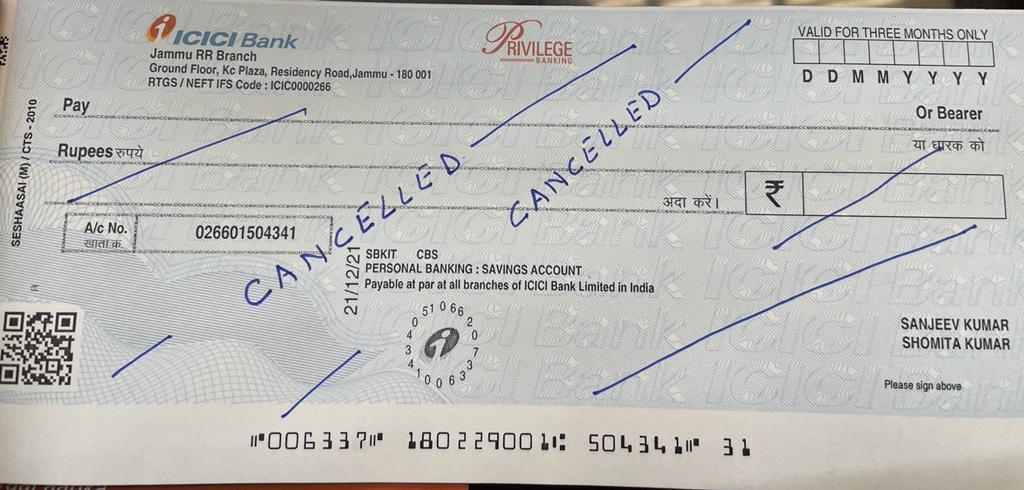 ICICI Bank
PRIVILEGE
BANKING
VALID FOR THREE MONTHS ONLY
Jammu RR Branch
Ground Floor, Kc Plaza, Residency Road,Jammu - 180 001
RTGS / NEFT IFS Code : ICIC0000266
D D M M Y Y Y Y
Pay
Or Bearer
Rupees रुपये
या धारक को
CANCELLED
CANCELLED
अदा करें।
₹
A/c No.
खाता क्र.
026601504341
SESHAASAI (M) / CTS - 2010
21/12/21
SBKIT CBS
PERSONAL BANKING : SAVINGS ACCOUNT
Payable at par at all branches of ICICI Bank Limited in India
SANJEEV KUMAR
SHOMITA KUMAR
Please sign above
006337 180229001 504341 31